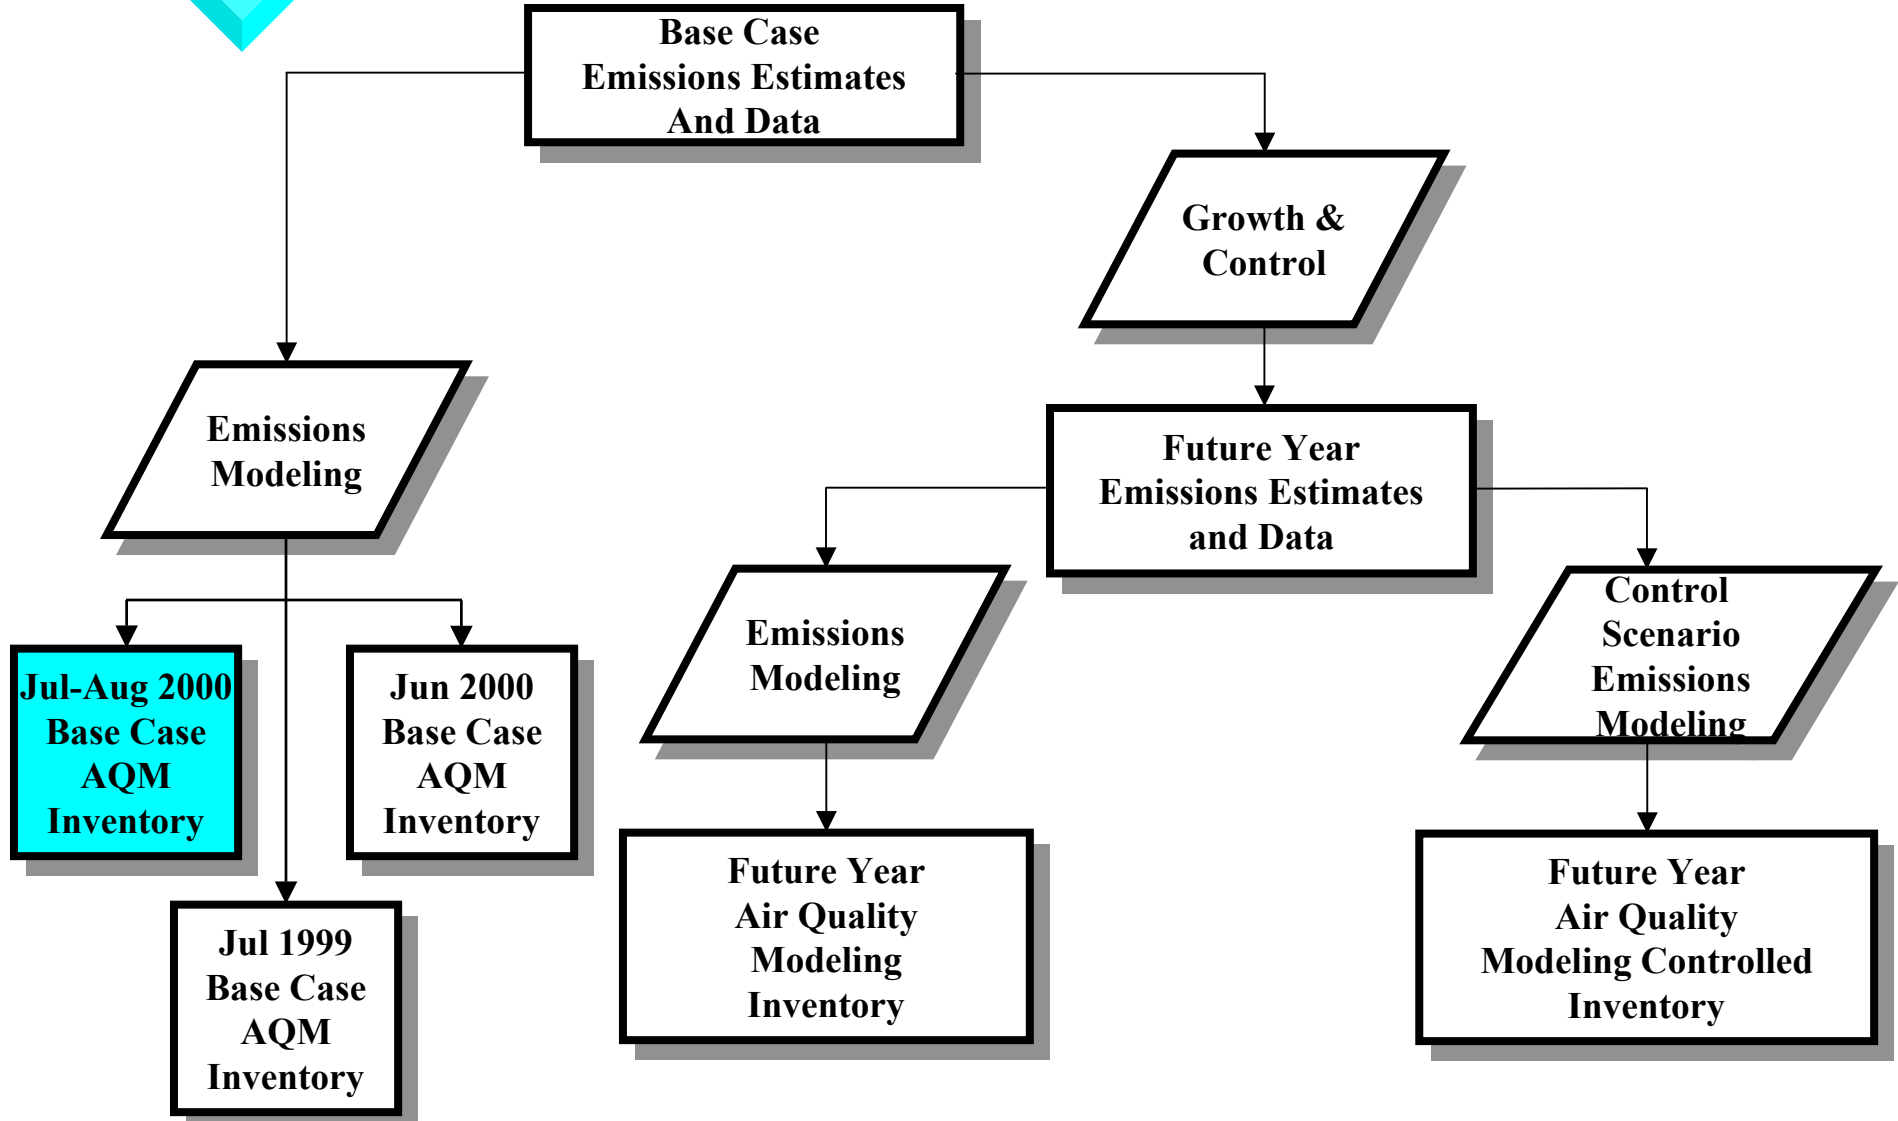 Base Case
Emissions Estimates
And Data
Growth &
Control
Emissions
Modeling
Future Year
Emissions Estimates
and Data
Emissions
Modeling
Control
Scenario
Emissions
Modeling
Jul-Aug 2000
Base Case
AQM
Inventory
Jun 2000
Base Case
AQM
Inventory
Jul 1999
Base Case
AQM
Inventory
Future Year
Air Quality
Modeling
Inventory
Future Year
Air Quality
Modeling Controlled
Inventory